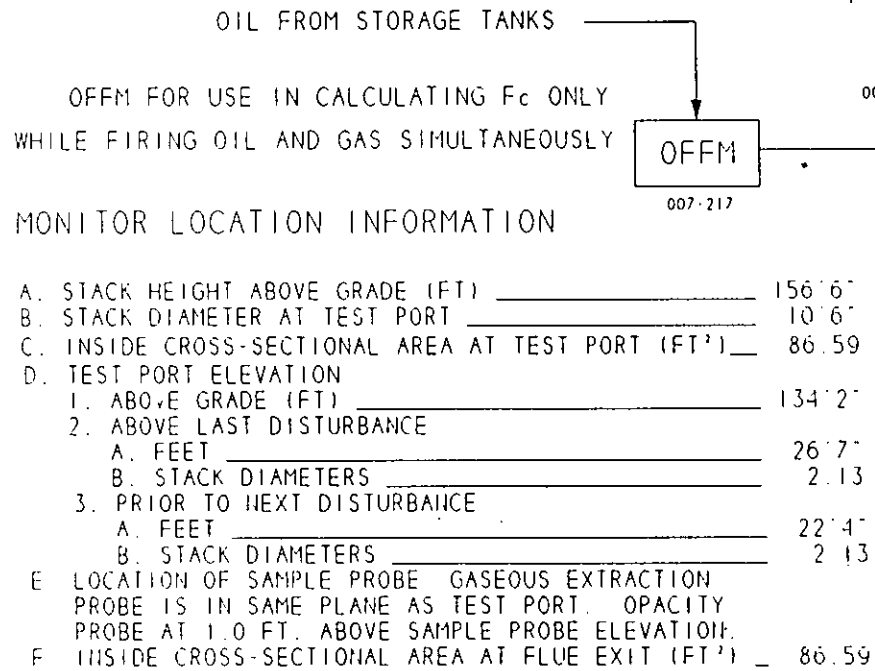 OIL FROM STORAGE TANKS
OFFM FOR USE IN CALCULATING Fc ONLY
WHILE FIRING OIL AND GAS SIMULTANEOUSLY
OFFM
007-217
MONITOR LOCATION INFORMATION
A. STACK HEIGHT ABOVE GRADE (FT) 156'6"
B. STACK DIAMETER AT TEST PORT 10'6"
C. INSIDE CROSS-SECTIONAL AREA AT TEST PORT (FT²) 86.59
D. TEST PORT ELEVATION
1. ABOVE GRADE (FT) 134'2"
2. ABOVE LAST DISTURBANCE
A. FEET 26'7"
B. STACK DIAMETERS 2.13
3. PRIOR TO NEXT DISTURBANCE
A. FEET 22'4"
B. STACK DIAMETERS 2.13
E LOCATION OF SAMPLE PROBE GASEOUS EXTRACTION
PROBE IS IN SAME PLANE AS TEST PORT. OPACITY
PROBE AT 1.0 FT. ABOVE SAMPLE PROBE ELEVATION.
F INSIDE CROSS-SECTIONAL AREA AT FLUE EXIT (FT²) 86.59